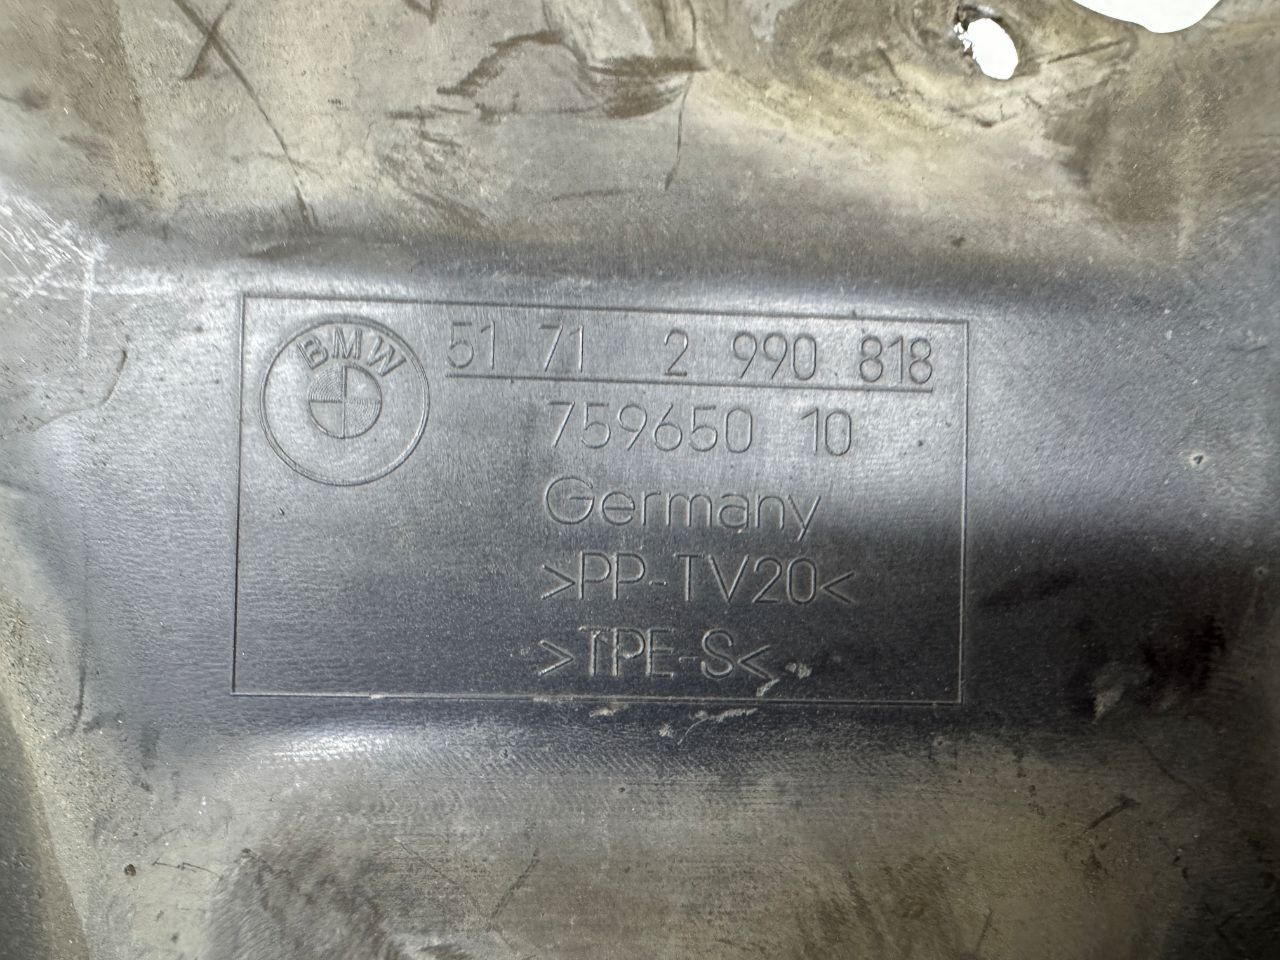 BMW
51 71 2 990 818
759650 10
Germany
>PP-TV20<
>TPE-S<